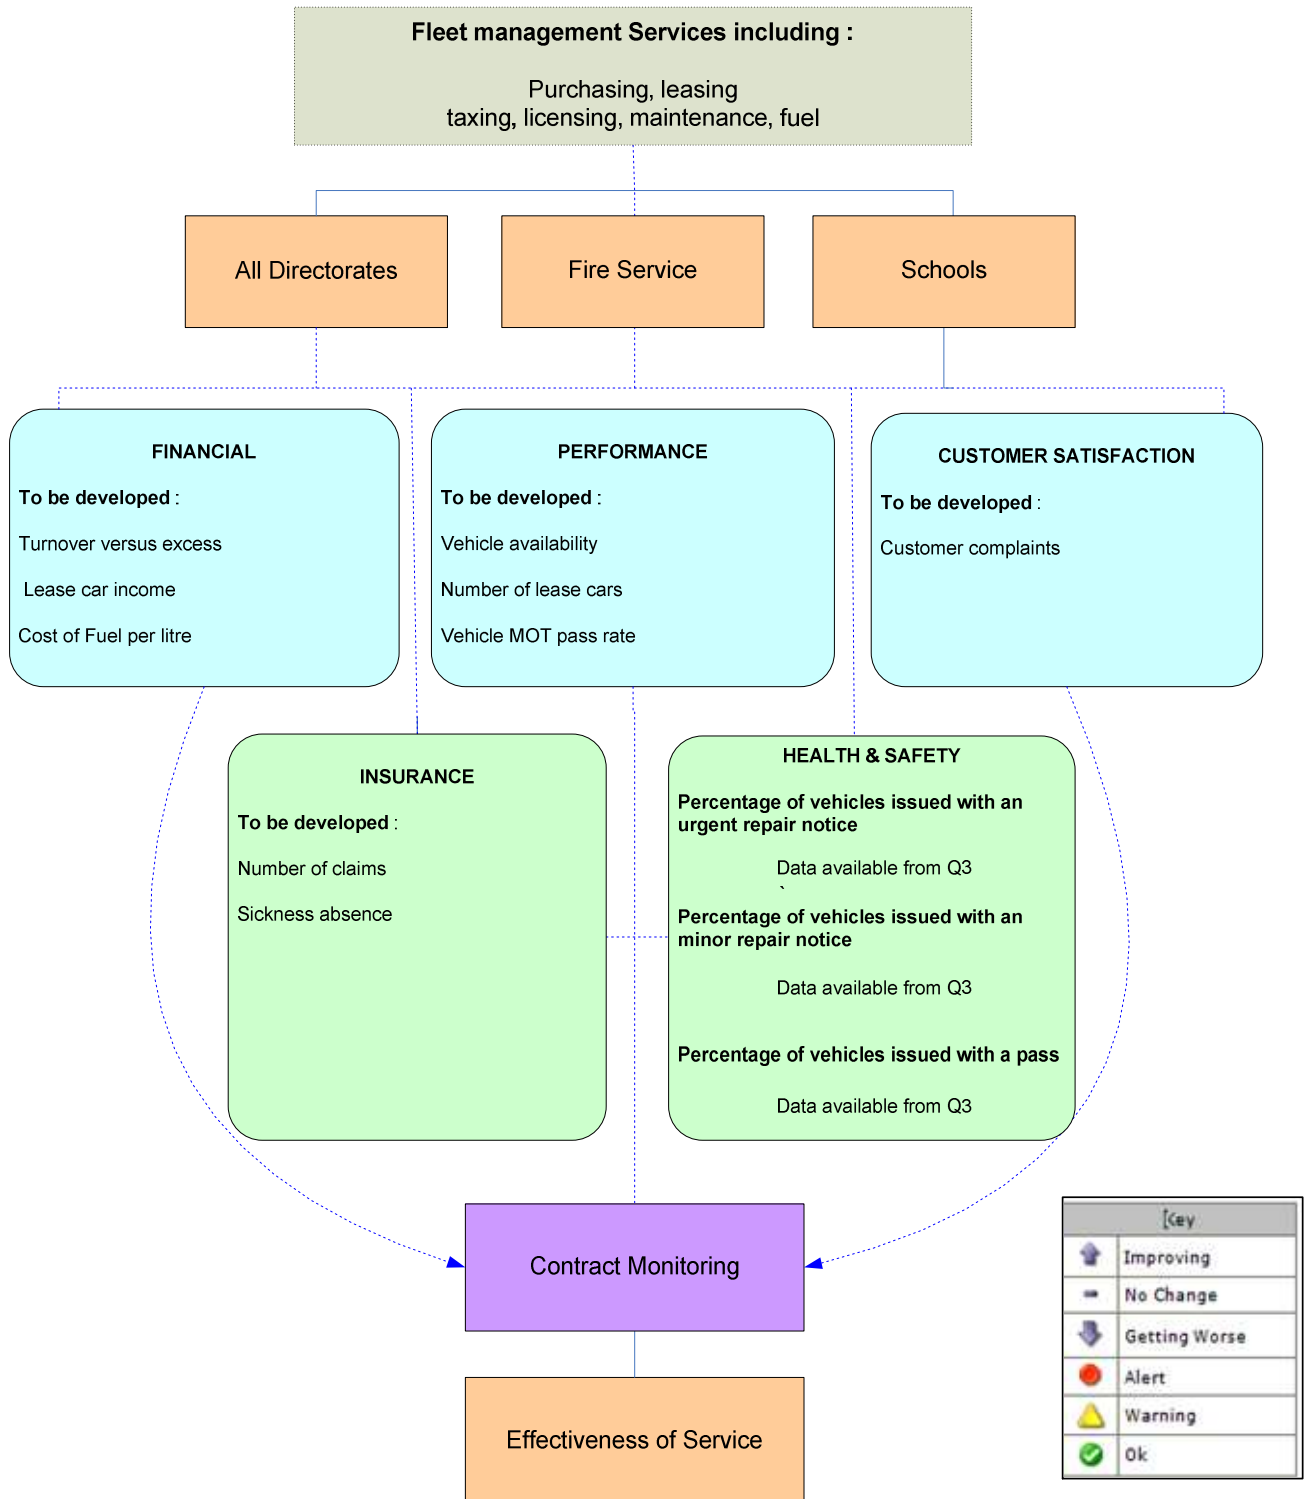 Fleet management Services including :
Purchasing, leasing
taxing, licensing, maintenance, fuel
All Directorates
Fire Service
Schools
FINANCIAL
To be developed :
Turnover versus excess
Lease car income
Cost of Fuel per litre
PERFORMANCE
To be developed :
Vehicle availability
Number of lease cars
Vehicle MOT pass rate
CUSTOMER SATISFACTION
To be developed :
Customer complaints
INSURANCE
To be developed :
Number of claims
Sickness absence
HEALTH & SAFETY
Percentage of vehicles issued with an
urgent repair notice
Data available from Q3
`
Percentage of vehicles issued with an
minor repair notice
Data available from Q3
Percentage of vehicles issued with a pass
Data available from Q3
Contract Monitoring
Effectiveness of Service
Key
Improving
No Change
Getting Worse
Alert
Warning
Ok